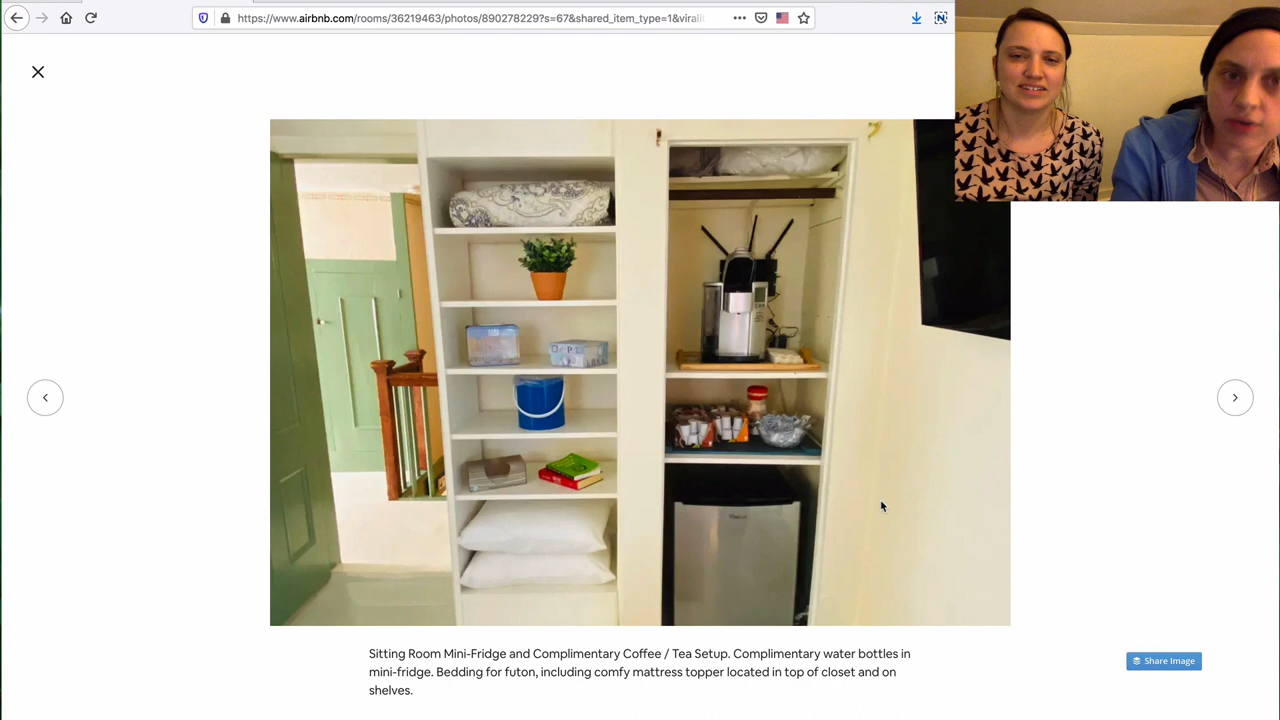 https://www.airbnb.com/rooms/36219463/photos/890278229?s=67&shared_item_type=1&virali
Sitting Room Mini-Fridge and Complimentary Coffee / Tea Setup. Complimentary water bottles in
mini-fridge. Bedding for futon, including comfy mattress topper located in top of closet and on
shelves.
Share Image